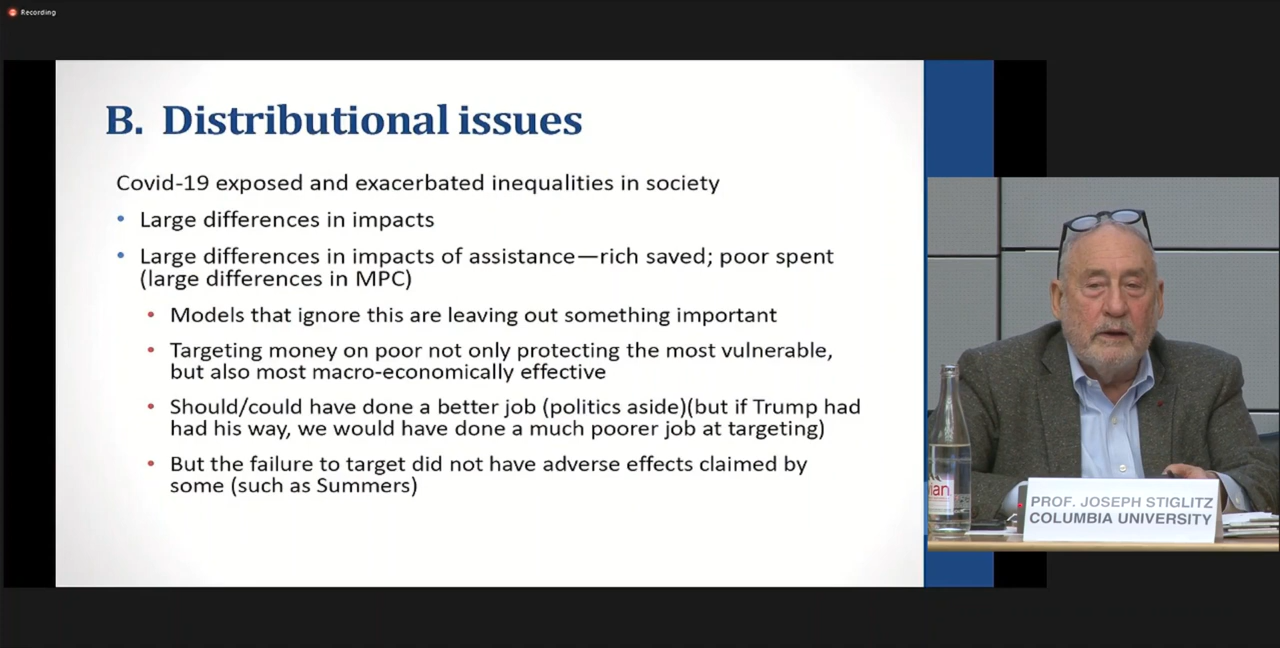 Recording
B. Distributional issues
Covid-19 exposed and exacerbated inequalities in society
• Large differences in impacts
• Large differences in impacts of assistance—rich saved; poor spent
(large differences in MPC)
• Models that ignore this are leaving out something important
• Targeting money on poor not only protecting the most vulnerable,
but also most macro-economically effective
• Should/could have done a better job (politics aside)(but if Trump had
had his way, we would have done a much poorer job at targeting)
• But the failure to target did not have adverse effects claimed by
some (such as Summers)
ian
PROF. JOSEPH STIGLITZ
COLUMBIA UNIVERSITY